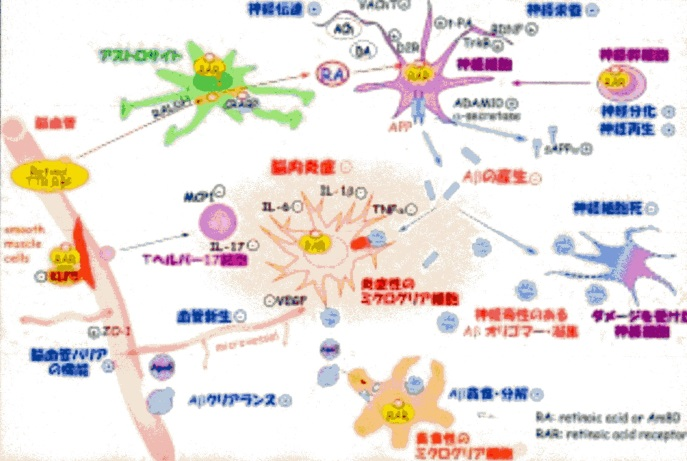 神経伝達 ⊕
VAChT ⊕
ACh
DA
D2R
t-PA
BDNF
TrkB
神経栄養 ⊕
アストロサイト
RAR
RALDH
CRABP
RA
RAR
神経細胞
神経幹細胞
RAR
神経分化 ⊕
神経再生 ⊕
ADAM10 ⊕
α-secretase
APP
sAPPα ⊕
脳血管
Retinol
TTR
Aβの産生 ⊖
脳内炎症 ⊖
MCP1 ⊖
IL-6 ⊖
IL-1β ⊖
TNFα ⊖
神経細胞死 ⊖
smooth
muscle
cells
RAR
RAR
IL-17 ⊖
Tヘルパー17細胞
炎症性の
ミクログリア細胞
⊖ VEGF
血管新生 ⊖
神経毒性のある
Aβ オリゴマー・凝集
ダメージを受けた
神経細胞
ZO-1
microvessel
脳血管バリア
の機能 ⊕
ApoE
ApoE
Aβクリアランス ⊕
Aβ貪食・分解 ⊕
RAR
貪食性の
ミクログリア細胞
RA: retinoic acid or Am80
RAR: retinoic acid receptor